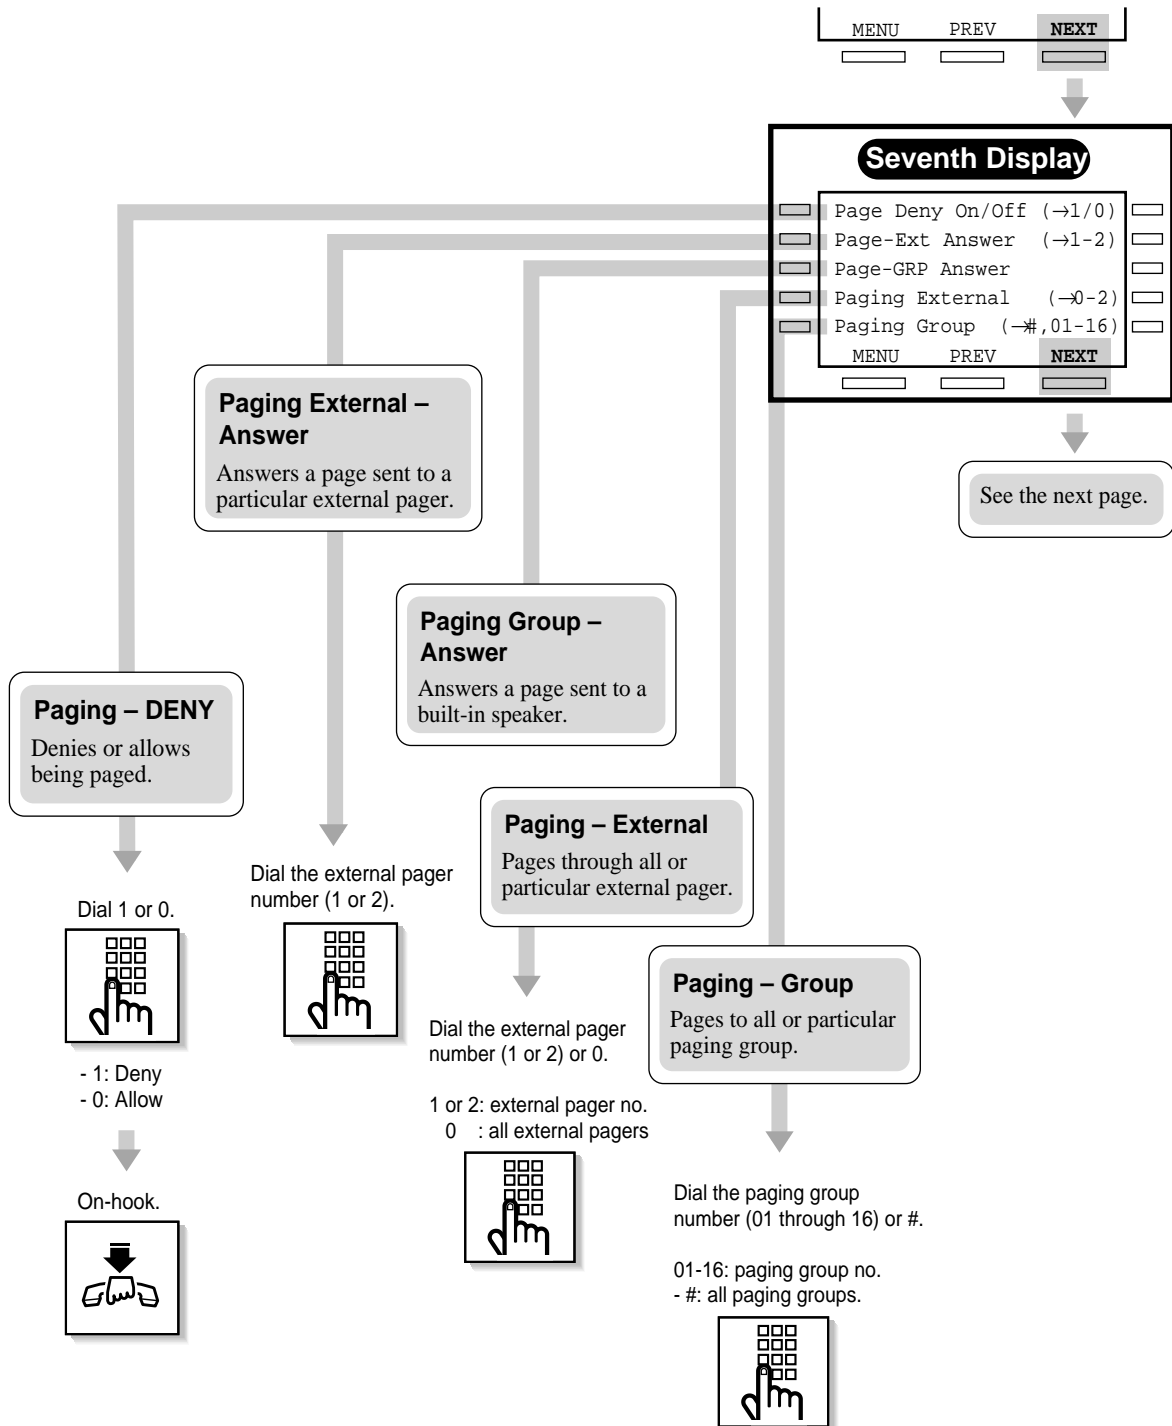 MENU PREV NEXT
Seventh Display
Page Deny On/Off (→1/0)
Page-Ext Answer (→1-2)
Page-GRP Answer
Paging External (→0-2)
Paging Group (→#,01-16)
MENU PREV NEXT
See the next page.
Paging External –
Answer
Answers a page sent to a
particular external pager.
Paging Group –
Answer
Answers a page sent to a
built-in speaker.
Paging – DENY
Denies or allows
being paged.
Paging – External
Pages through all or
particular external pager.
Dial the external pager
number (1 or 2).
Dial 1 or 0.
- 1: Deny
- 0: Allow
On-hook.
Paging – Group
Pages to all or particular
paging group.
Dial the external pager
number (1 or 2) or 0.
1 or 2: external pager no.
0 : all external pagers
Dial the paging group
number (01 through 16) or #.
01-16: paging group no.
- #: all paging groups.